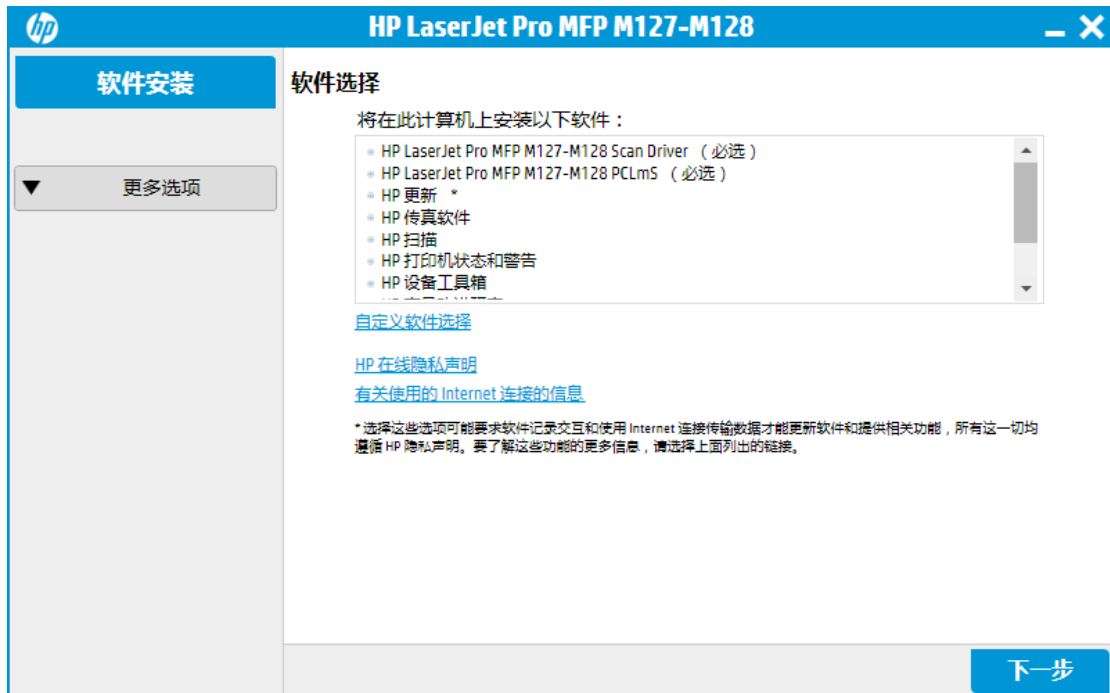 hp
HP LaserJet Pro MFP M127-M128
软件安装
更多选项
软件选择
将在此计算机上安装以下软件：
HP LaserJet Pro MFP M127-M128 Scan Driver （必选）
HP LaserJet Pro MFP M127-M128 PCLmS （必选）
HP 更新 *
HP 传真软件
HP 扫描
HP 打印机状态和警告
HP 设备工具箱
自定义软件选择
HP 在线隐私声明
有关使用的 Internet 连接的信息
* 选择这些选项可能要求软件记录交互和使用 Internet 连接传输数据才能更新软件和提供相关功能，所有这一切均
遵循 HP 隐私声明。要了解这些功能的更多信息，请选择上面列出的链接。
下一步